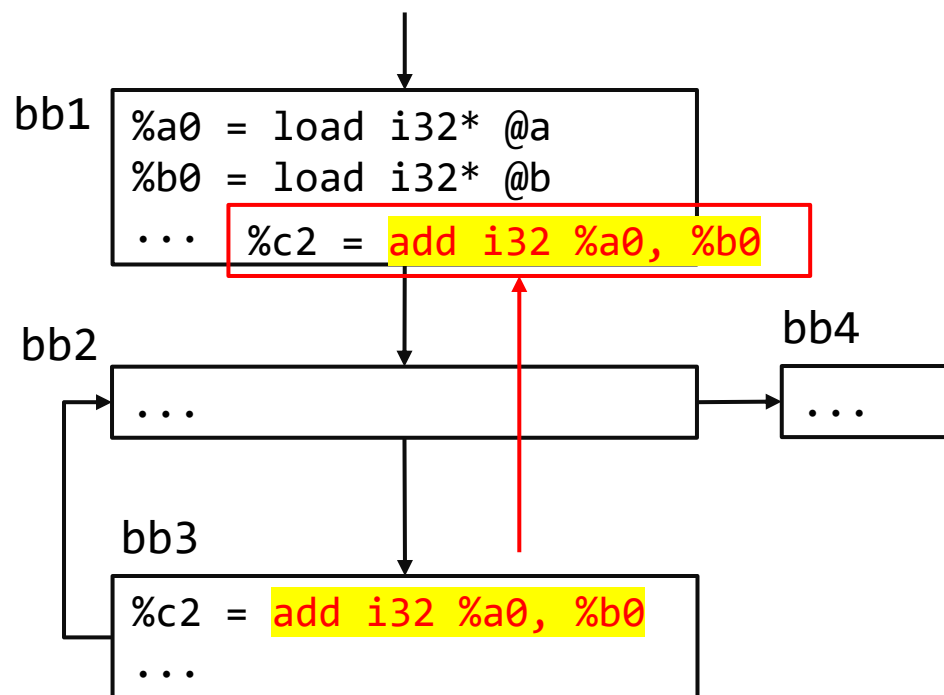 bb1
%a0 = load i32* @a
%b0 = load i32* @b
... %c2 = add i32 %a0, %b0
bb2
...
bb4
...
bb3
%c2 = add i32 %a0, %b0
...